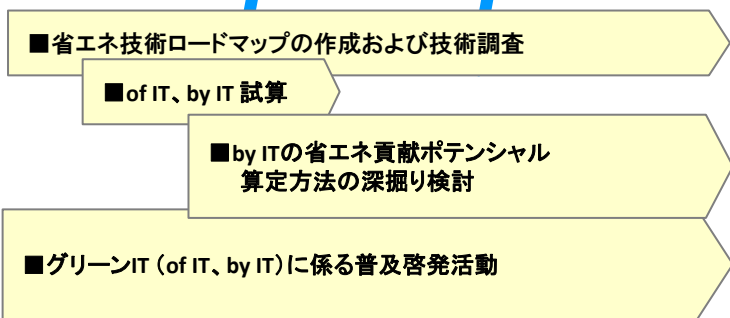 ■省エネ技術ロードマップの作成および技術調査
■of IT、by IT 試算
■by ITの省エネ貢献ポテンシャル
算定方法の深掘り検討
■グリーンIT（of IT、by IT）に係る普及啓発活動